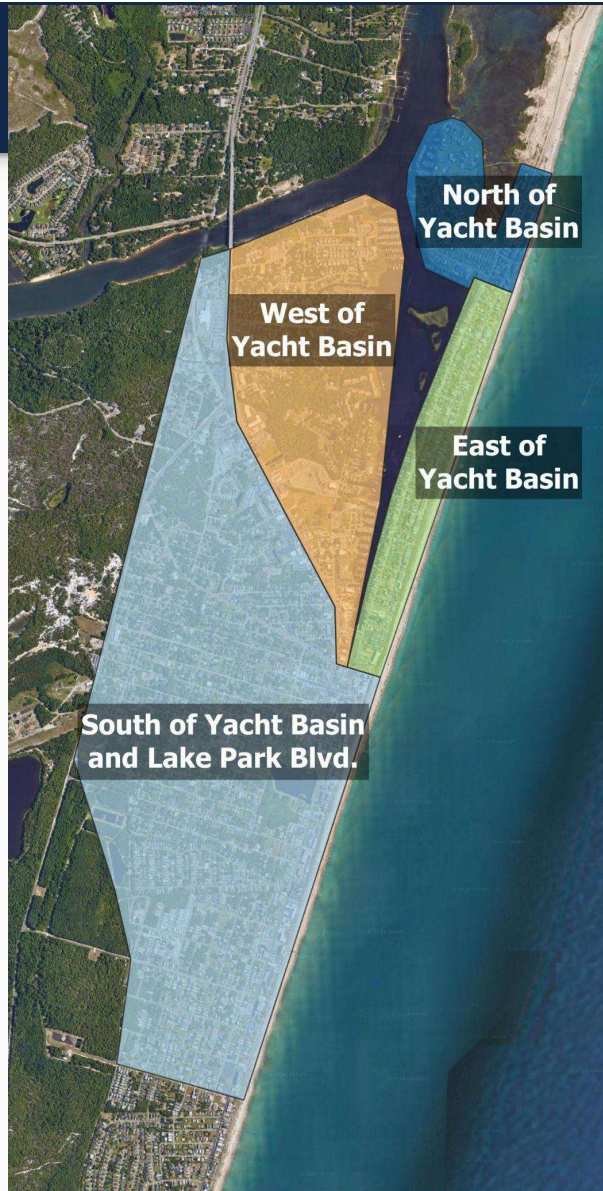 North of
Yacht Basin
West of
Yacht Basin
East of
Yacht Basin
South of Yacht Basin
and Lake Park Blvd.